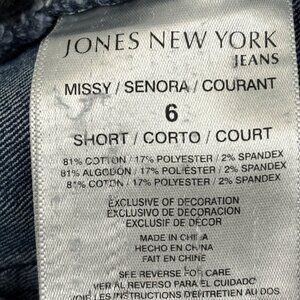 JONES NEW YORK
JEANS
MISSY / SENORA / COURANT
6
SHORT / CORTO / COURT
81% COTTON / 17% POLYESTER / 2% SPANDEX
81% ALGODON / 17% POLYESTER / 2% SPANDEX
8 % COTON / 17% POLYESTER / 2% SPANDEX
EXCLUSIVE OF DECORATION
EXCLUSIVO DE DECORACION
EXCLUSIF DE DÉCOR
MADE IN CHINA
HECHO EN CHINA
FAIT EN CHINE
SEE REVERSE FOR CARE
VER AL REVERSO PARA EL CUIDADO
VOIR LES INSTRUCTIONS D'ENTRETIEN AU DOS